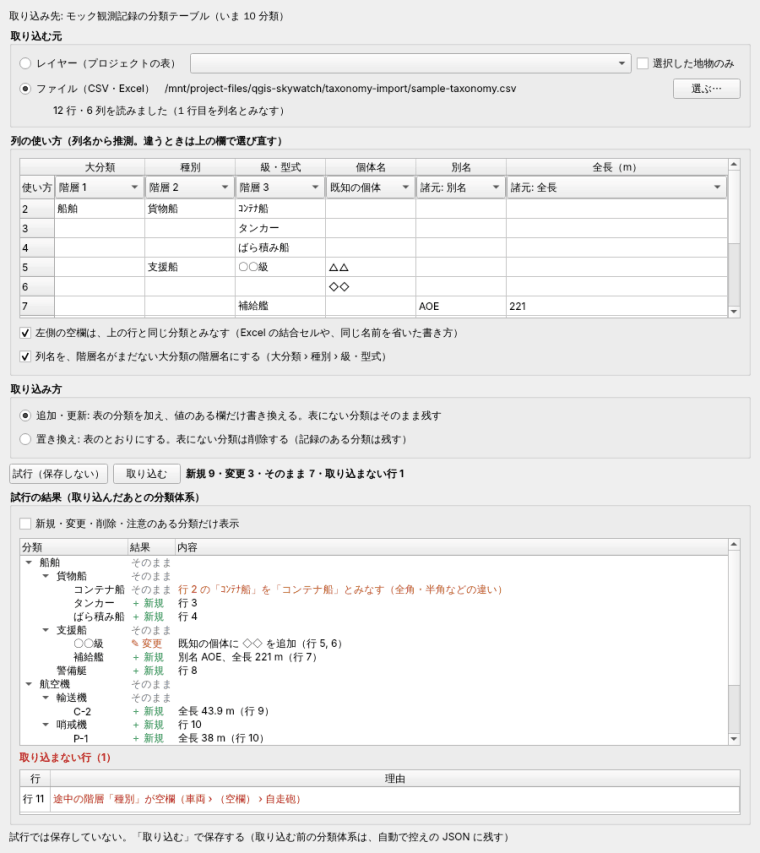 取り込み先: モック観測記録の分類テーブル（いま 10 分類）
取り込む元
レイヤー（プロジェクトの表）
選択した地物のみ
ファイル（CSV・Excel） /mnt/project-files/qgis-skywatch/taxonomy-import/sample-taxonomy.csv
選ぶ…
12 行・6 列を読みました（1 行目を列名とみなす）
列の使い方（列名から推測。違うときは上の欄で選び直す）
大分類 種別 級・型式 個体名 別名 全長（m）
使い方 階層 1 階層 2 階層 3 既知の個体 諸元: 別名 諸元: 全長
2 船舶 貨物船 ｺﾝﾃﾅ船
3 タンカー
4 ばら積み船
5 支援船 〇〇級 △△
6 ◇◇
7 補給艦 AOE 221
左側の空欄は、上の行と同じ分類とみなす（Excel の結合セルや、同じ名前を省いた書き方）
列名を、階層名がまだない大分類の階層名にする（大分類 › 種別 › 級・型式）
取り込み方
追加・更新: 表の分類を加え、値のある欄だけ書き換える。表にない分類はそのまま残す
置き換え: 表のとおりにする。表にない分類は削除する（記録のある分類は残す）
試行（保存しない） 取り込む 新規 9・変更 3・そのまま 7・取り込まない行 1
試行の結果（取り込んだあとの分類体系）
新規・変更・削除・注意のある分類だけ表示
分類 結果 内容
船舶 そのまま
貨物船 そのまま
コンテナ船 そのまま 行 2 の「ｺﾝﾃﾅ船」を「コンテナ船」とみなす（全角・半角などの違い）
タンカー ＋ 新規 行 3
ばら積み船 ＋ 新規 行 4
支援船 そのまま
〇〇級 ✎ 変更 既知の個体に ◇◇ を追加（行 5, 6）
補給艦 ＋ 新規 別名 AOE、全長 221 m（行 7）
警備艇 ＋ 新規 行 8
航空機 そのまま
輸送機 そのまま
C-2 ＋ 新規 全長 43.9 m（行 9）
哨戒機 ＋ 新規 行 10
P-1 ＋ 新規 全長 38 m（行 10）
取り込まない行（1）
行 理由
行 11 途中の階層「種別」が空欄（車両 › （空欄） › 自走砲）
試行では保存していない。「取り込む」で保存する（取り込む前の分類体系は、自動で控えの JSON に残す）